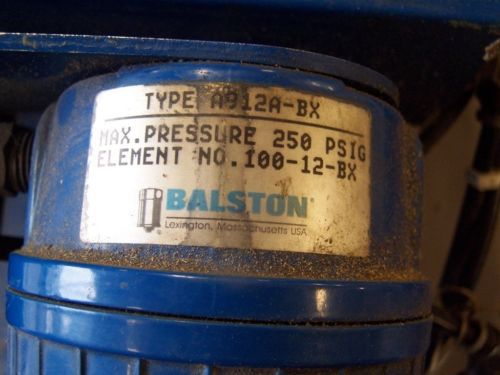 TYPE A912A-BX
MAX.PRESSURE 250 PSIG
ELEMENT NO.100-12-BX
BALSTON
Lexington, Massachusetts USA